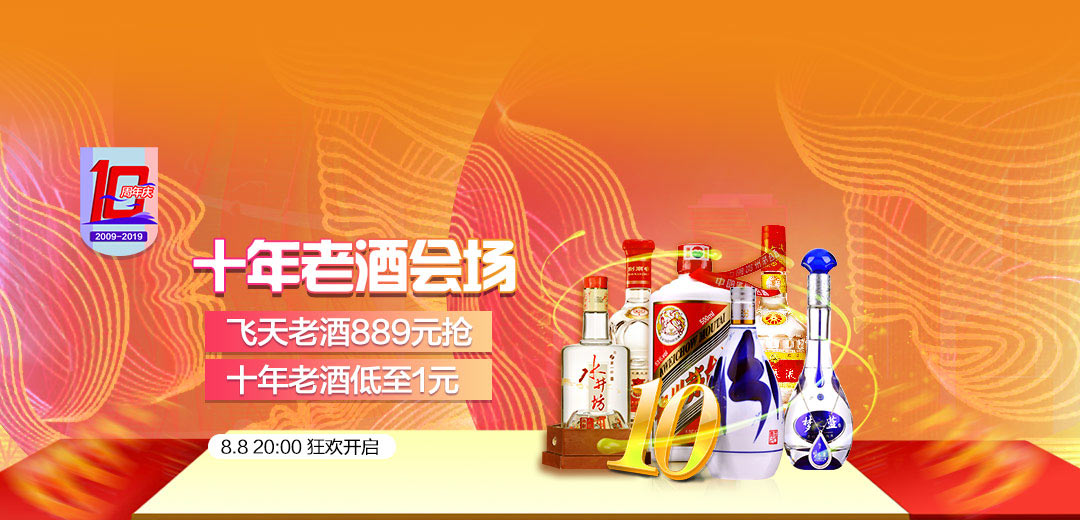 10
周年庆
2009-2019
十年老酒会场
飞天老酒889元抢
十年老酒低至1元
8.8 20:00 狂欢开启
水井坊
500ml
KWEICHOW MOUTAI
10
梦之蓝